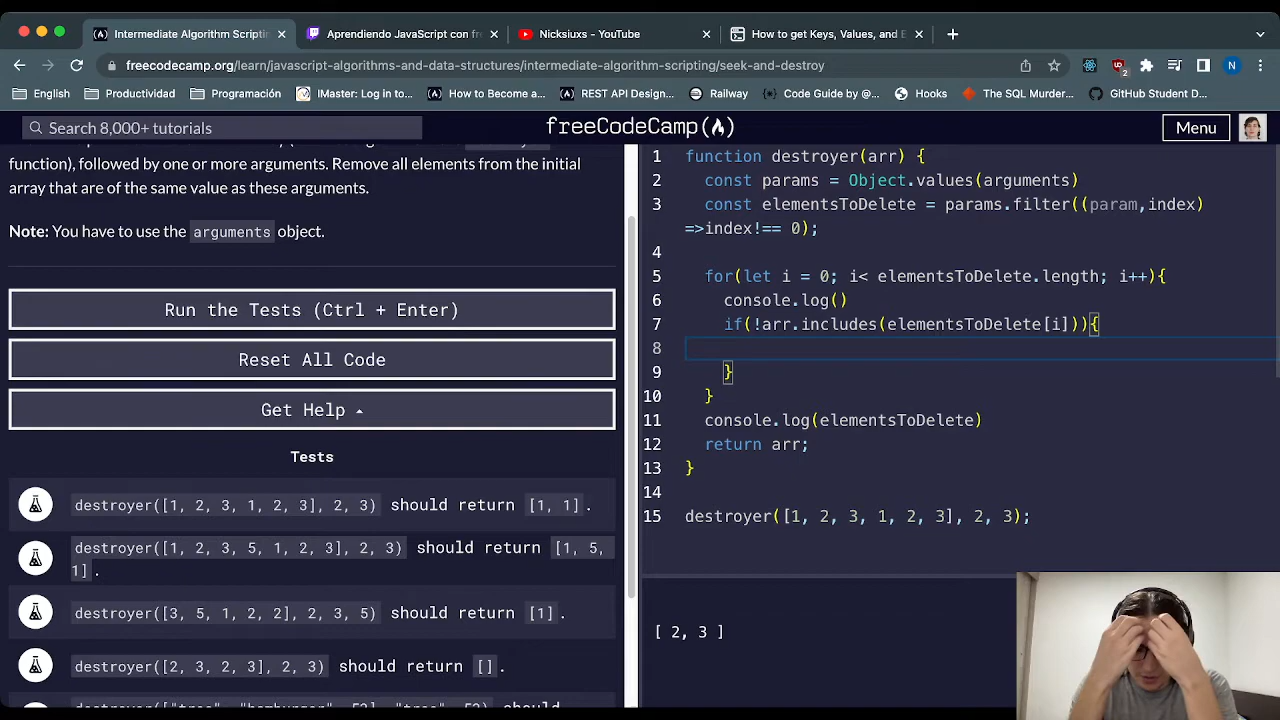 Intermediate Algorithm Scriptin
Aprendiendo JavaScript con fr
Nicksiuxs - YouTube
How to get Keys, Values, and E
freecodecamp.org/learn/javascript-algorithms-and-data-structures/intermediate-algorithm-scripting/seek-and-destroy
2
N
English
Productividad
Programación
IMaster: Log in to...
How to Become a...
REST API Design...
Railway
Code Guide by @...
Hooks
The SQL Murder...
GitHub Student D...
Search 8,000+ tutorials
freeCodeCamp
Menu
function), followed by one or more arguments. Remove all elements from the initial
array that are of the same value as these arguments.
Note: You have to use the arguments object.
Run the Tests (Ctrl + Enter)
Reset All Code
Get Help
Tests
destroyer([1, 2, 3, 1, 2, 3], 2, 3) should return [1, 1].
destroyer([1, 2, 3, 5, 1, 2, 3], 2, 3) should return [1, 5,
1].
destroyer([3, 5, 1, 2, 2], 2, 3, 5) should return [1].
destroyer([2, 3, 2, 3], 2, 3) should return [].
1 function destroyer(arr) {
2 const params = Object.values(arguments)
3 const elementsToDelete = params.filter((param,index)
=>index!== 0);
4
5 for(let i = 0; i< elementsToDelete.length; i++){
6 console.log()
7 if(!arr.includes(elementsToDelete[i])){
8
9 }
10 }
11 console.log(elementsToDelete)
12 return arr;
13 }
14
15 destroyer([1, 2, 3, 1, 2, 3], 2, 3);
[ 2, 3 ]